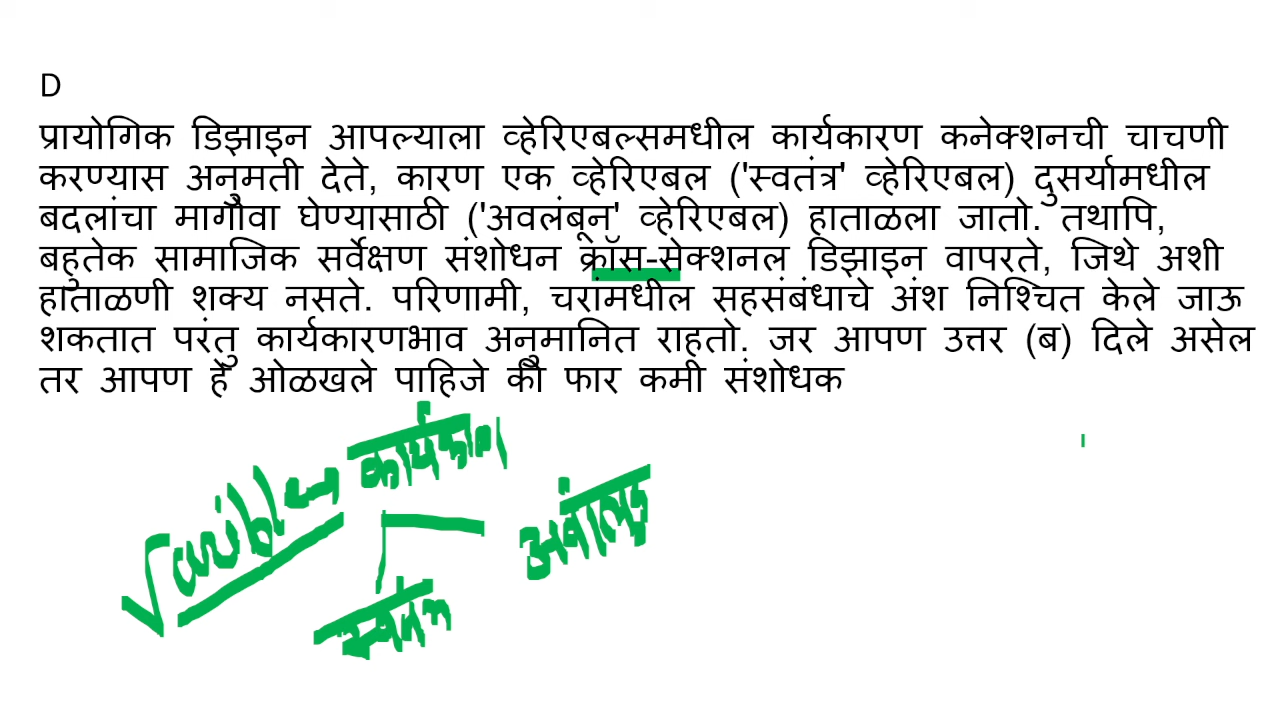 D
प्रायोगिक डिझाइन आपल्याला व्हेरिएबल्समधील कार्यकारण कनेक्शनची चाचणी
करण्यास अनुमती देते, कारण एक व्हेरिएबल ('स्वतंत्र' व्हेरिएबल) दुसर्यामधील
बदलांचा मागोवा घेण्यासाठी ('अवलंबून' व्हेरिएबल) हाताळला जातो. तथापि,
बहुतेक सामाजिक सर्वेक्षण संशोधन क्रॉस-सेक्शनल डिझाइन वापरते, जिथे अशी
हाताळणी शक्य नसते. परिणामी, चरांमधील सहसंबंधाचे अंश निश्चित केले जाऊ
शकतात परंतु कार्यकारणभाव अनुमानित राहतो. जर आपण उत्तर (ब) दिले असेल
तर आपण हे ओळखले पाहिजे की फार कमी संशोधक